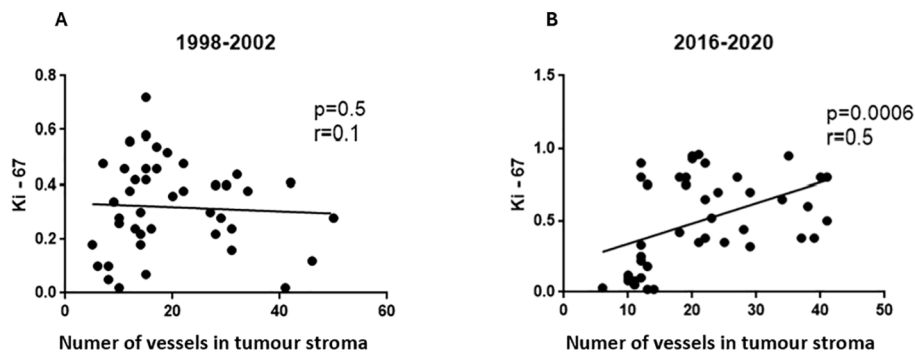 A
1998-2002
p=0.5
r=0.1
Ki - 67
0.8
0.6
0.4
0.2
0.0
0
20
40
60
Numer of vessels in tumour stroma
B
2016-2020
p=0.0006
r=0.5
Ki - 67
1.5
1.0
0.5
0.0
0
10
20
30
40
50
Numer of vessels in tumour stroma